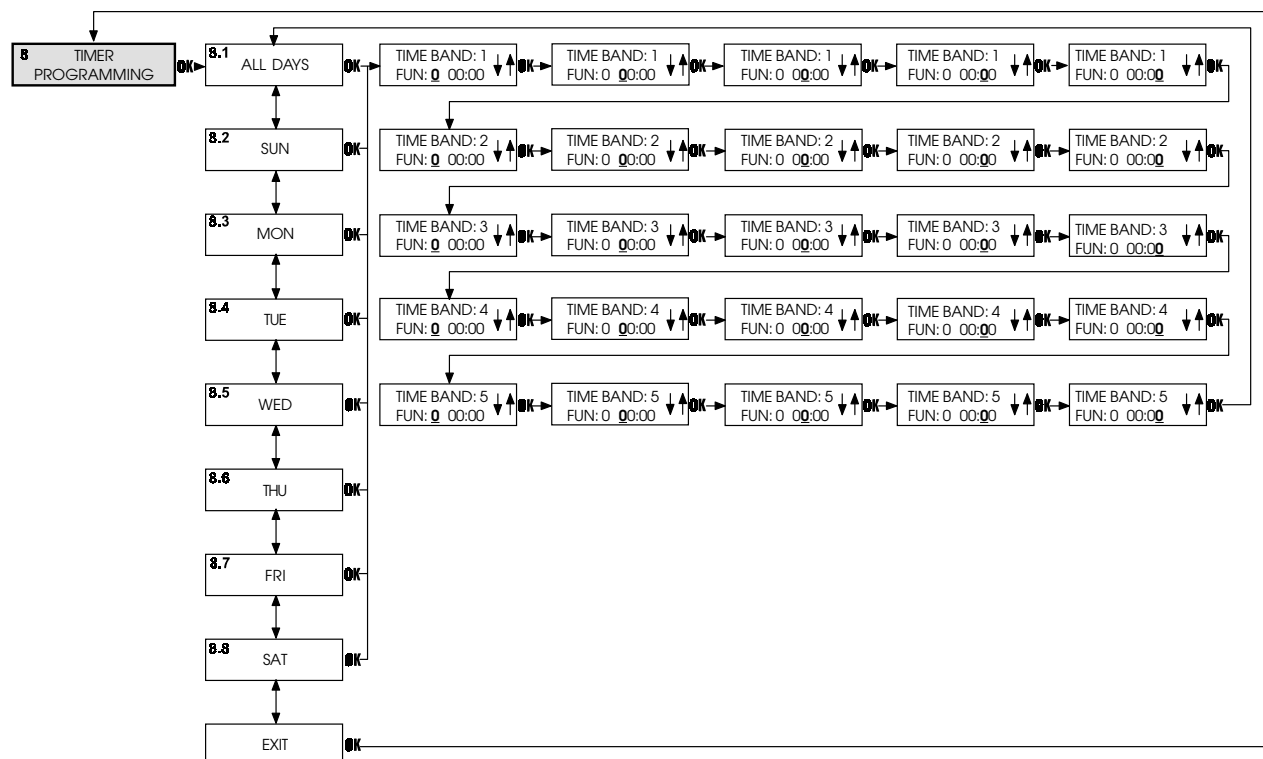 8
TIMER
PROGRAMMING
OK
8.1
ALL DAYS
OK
TIME BAND: 1
FUN: 0 00:00
OK
TIME BAND: 1
FUN: 0 00:00
OK
TIME BAND: 1
FUN: 0 00:00
OK
TIME BAND: 1
FUN: 0 00:00
OK
TIME BAND: 1
FUN: 0 00:00
OK
8.2
SUN
OK
TIME BAND: 2
FUN: 0 00:00
OK
TIME BAND: 2
FUN: 0 00:00
OK
TIME BAND: 2
FUN: 0 00:00
OK
TIME BAND: 2
FUN: 0 00:00
OK
TIME BAND: 2
FUN: 0 00:00
OK
8.3
MON
OK
TIME BAND: 3
FUN: 0 00:00
OK
TIME BAND: 3
FUN: 0 00:00
OK
TIME BAND: 3
FUN: 0 00:00
OK
TIME BAND: 3
FUN: 0 00:00
OK
TIME BAND: 3
FUN: 0 00:00
OK
8.4
TUE
OK
TIME BAND: 4
FUN: 0 00:00
OK
TIME BAND: 4
FUN: 0 00:00
OK
TIME BAND: 4
FUN: 0 00:00
OK
TIME BAND: 4
FUN: 0 00:00
OK
TIME BAND: 4
FUN: 0 00:00
OK
8.5
WED
OK
TIME BAND: 5
FUN: 0 00:00
OK
TIME BAND: 5
FUN: 0 00:00
OK
TIME BAND: 5
FUN: 0 00:00
OK
TIME BAND: 5
FUN: 0 00:00
OK
TIME BAND: 5
FUN: 0 00:00
OK
8.6
THU
OK
8.7
FRI
OK
8.8
SAT
OK
EXIT
OK